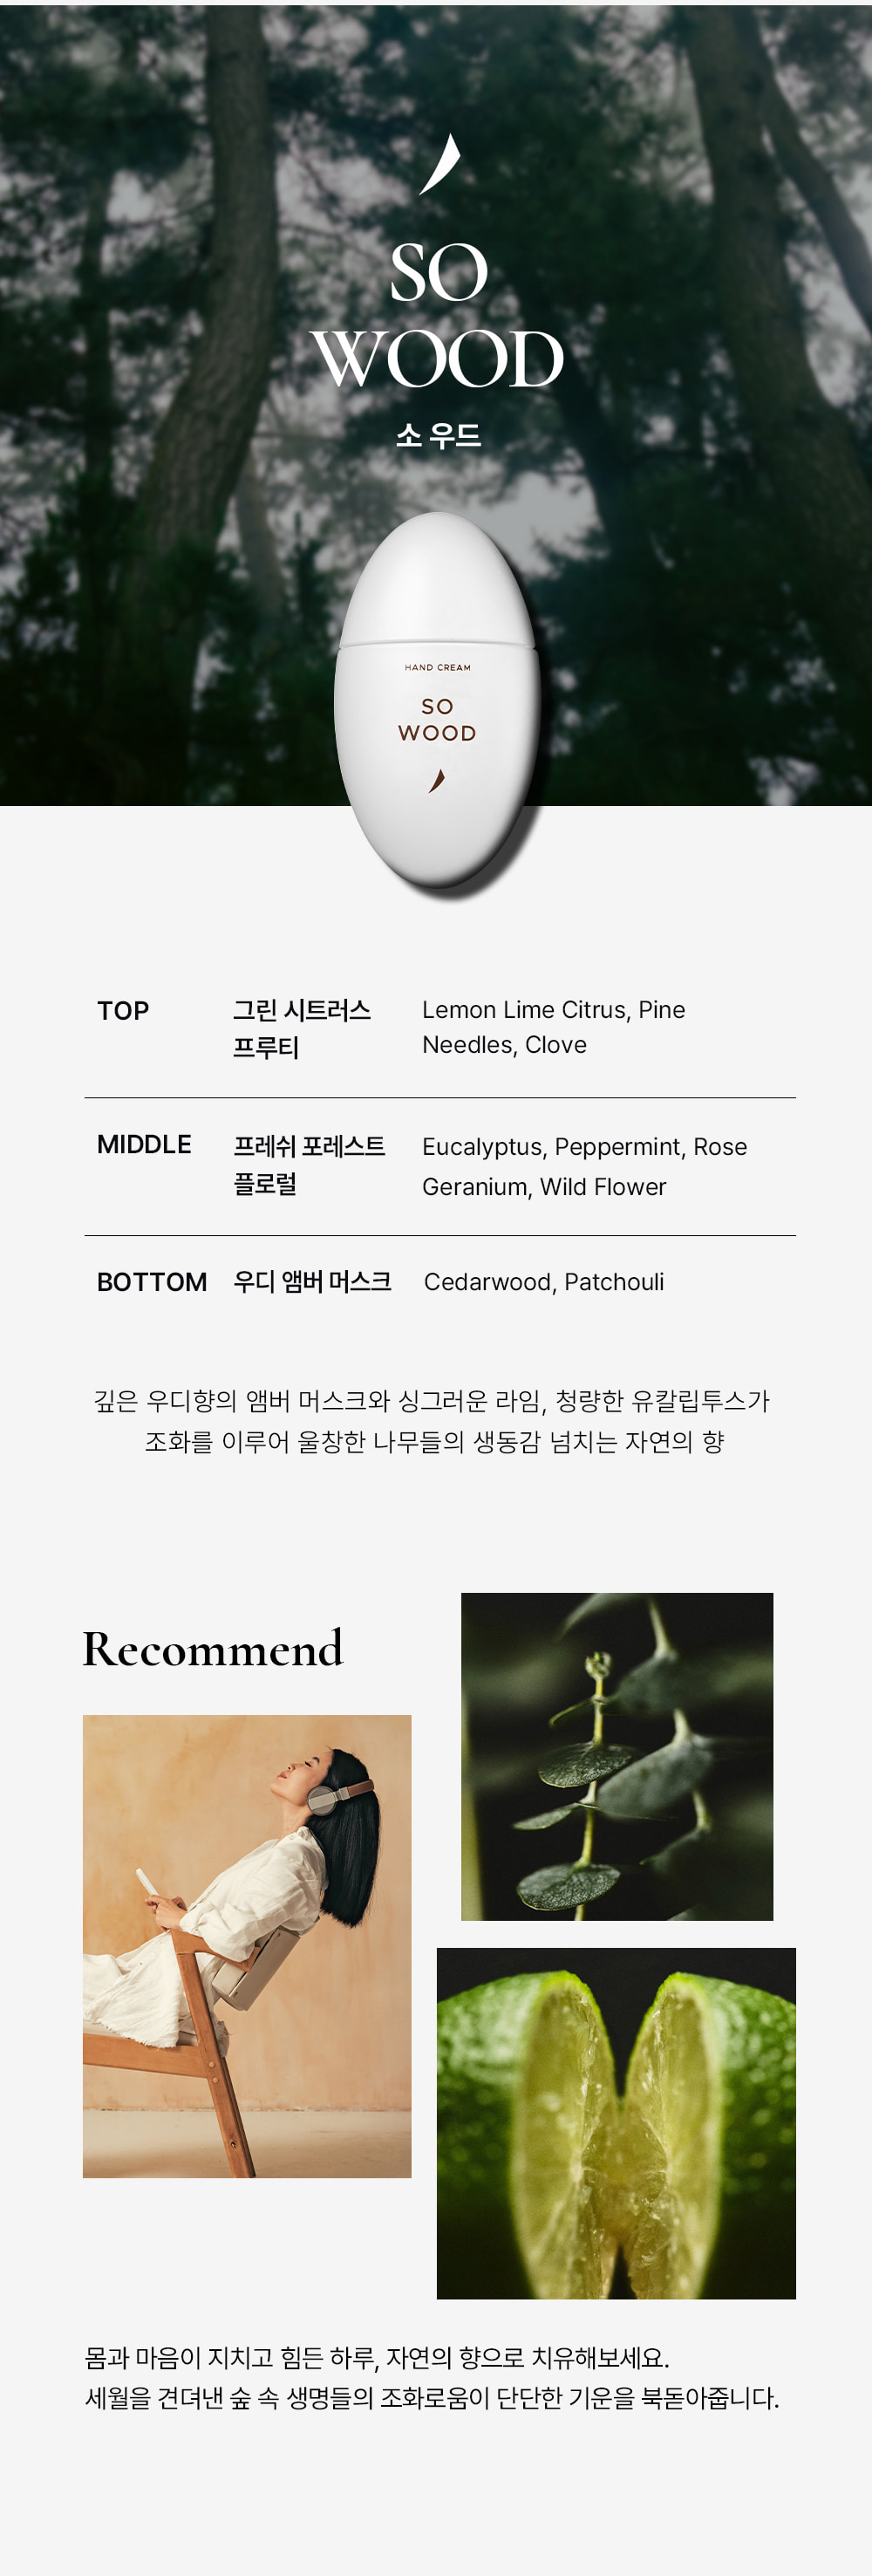 SO
WOOD
소 우드
HAND CREAM
SO
WOOD
TOP
그린 시트러스
프루티
Lemon Lime Citrus, Pine
Needles, Clove
MIDDLE
프레쉬 포레스트
플로럴
Eucalyptus, Peppermint, Rose
Geranium, Wild Flower
BOTTOM
우디 앰버 머스크
Cedarwood, Patchouli
깊은 우디향의 앰버 머스크와 싱그러운 라임, 청량한 유칼립투스가
조화를 이루어 울창한 나무들의 생동감 넘치는 자연의 향
Recommend
몸과 마음이 지치고 힘든 하루, 자연의 향으로 치유해보세요.
세월을 견뎌낸 숲 속 생명들의 조화로움이 단단한 기운을 북돋아줍니다.